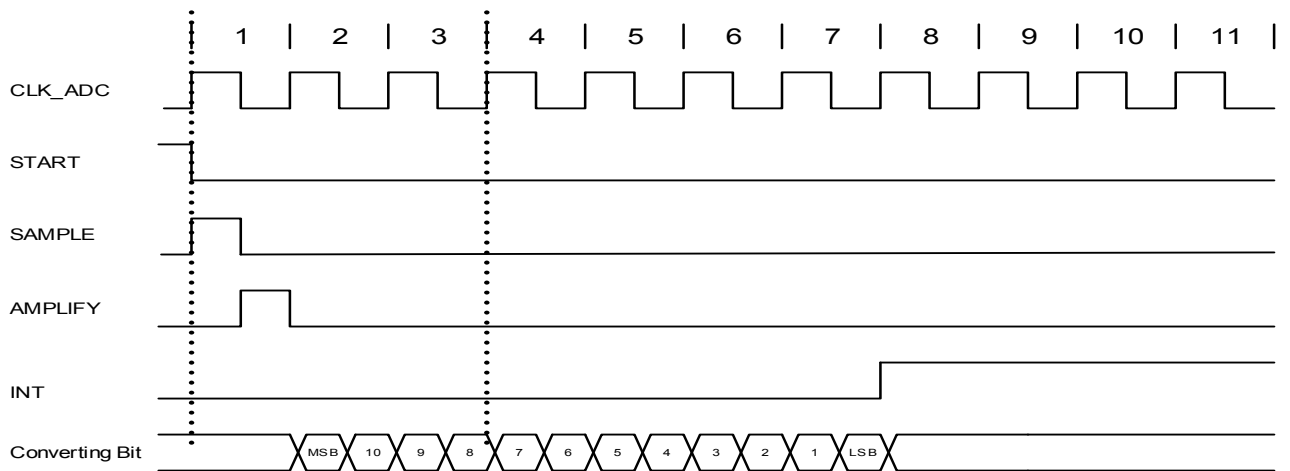 1 2 3 4 5 6 7 8 9 10 11
CLK_ADC
START
SAMPLE
AMPLIFY
INT
Converting Bit MSB 10 9 8 7 6 5 4 3 2 1 LSB